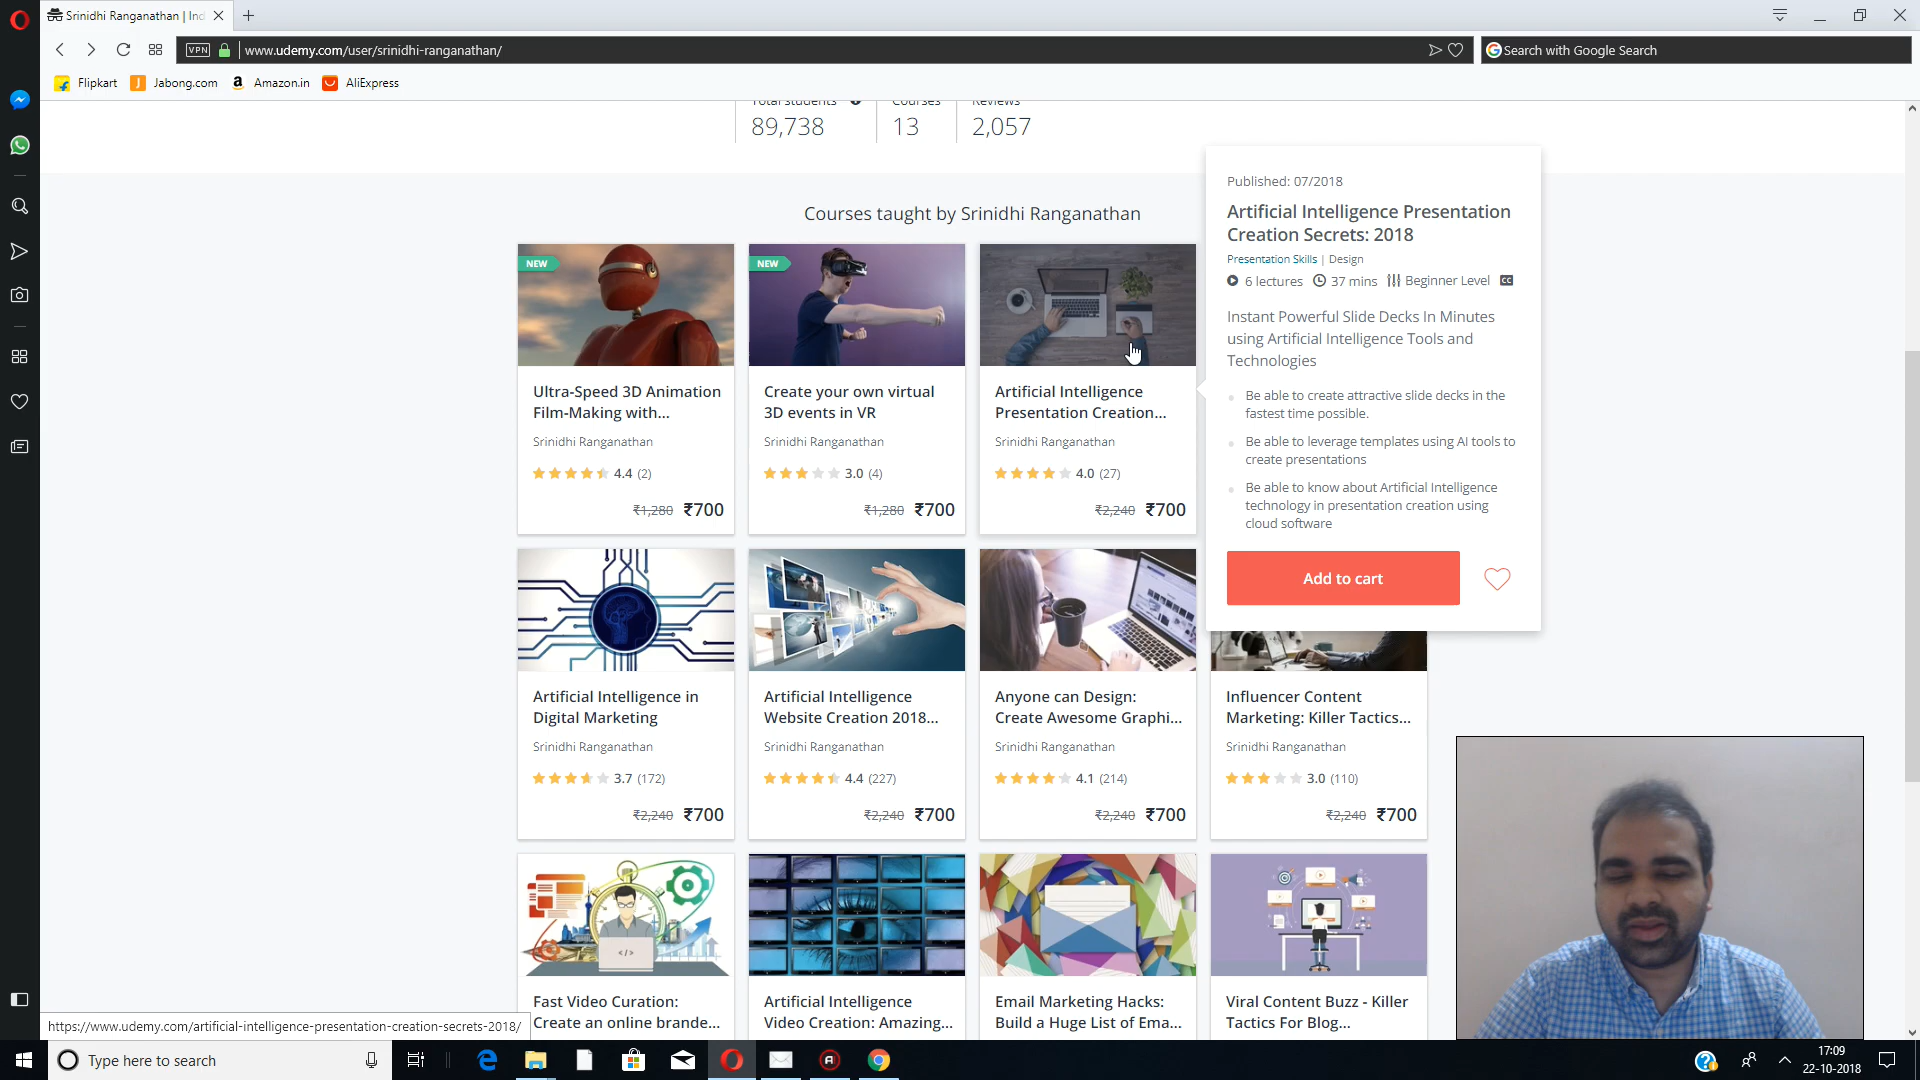 Srinidhi Ranganathan | Ind
VPN
www.udemy.com/user/srinidhi-ranganathan/
Search with Google Search
Flipkart
Jabong.com
Amazon.in
AliExpress
Total students
Courses
Reviews
89,738
13
2,057
Courses taught by Srinidhi Ranganathan
NEW
Ultra-Speed 3D Animation
Film-Making with...
Srinidhi Ranganathan
4.4 (2)
₹1,280 ₹700
NEW
Create your own virtual
3D events in VR
Srinidhi Ranganathan
3.0 (4)
₹1,280 ₹700
Artificial Intelligence
Presentation Creation...
Srinidhi Ranganathan
4.0 (27)
₹2,240 ₹700
Published: 07/2018
Artificial Intelligence Presentation
Creation Secrets: 2018
Presentation Skills | Design
6 lectures 37 mins Beginner Level CC
Instant Powerful Slide Decks In Minutes
using Artificial Intelligence Tools and
Technologies
Be able to create attractive slide decks in the
fastest time possible.
Be able to leverage templates using AI tools to
create presentations
Be able to know about Artificial Intelligence
technology in presentation creation using
cloud software
Add to cart
Artificial Intelligence in
Digital Marketing
Srinidhi Ranganathan
3.7 (172)
₹2,240 ₹700
Artificial Intelligence
Website Creation 2018...
Srinidhi Ranganathan
4.4 (227)
₹2,240 ₹700
Anyone can Design:
Create Awesome Graphi...
Srinidhi Ranganathan
4.1 (214)
₹2,240 ₹700
Influencer Content
Marketing: Killer Tactics...
Srinidhi Ranganathan
3.0 (110)
₹2,240 ₹700
Fast Video Curation:
Create an online brande...
Artificial Intelligence
Video Creation: Amazing...
Email Marketing Hacks:
Build a Huge List of Ema...
Viral Content Buzz - Killer
Tactics For Blog...
https://www.udemy.com/artificial-intelligence-presentation-creation-secrets-2018/
Type here to search
17:09
22-10-2018